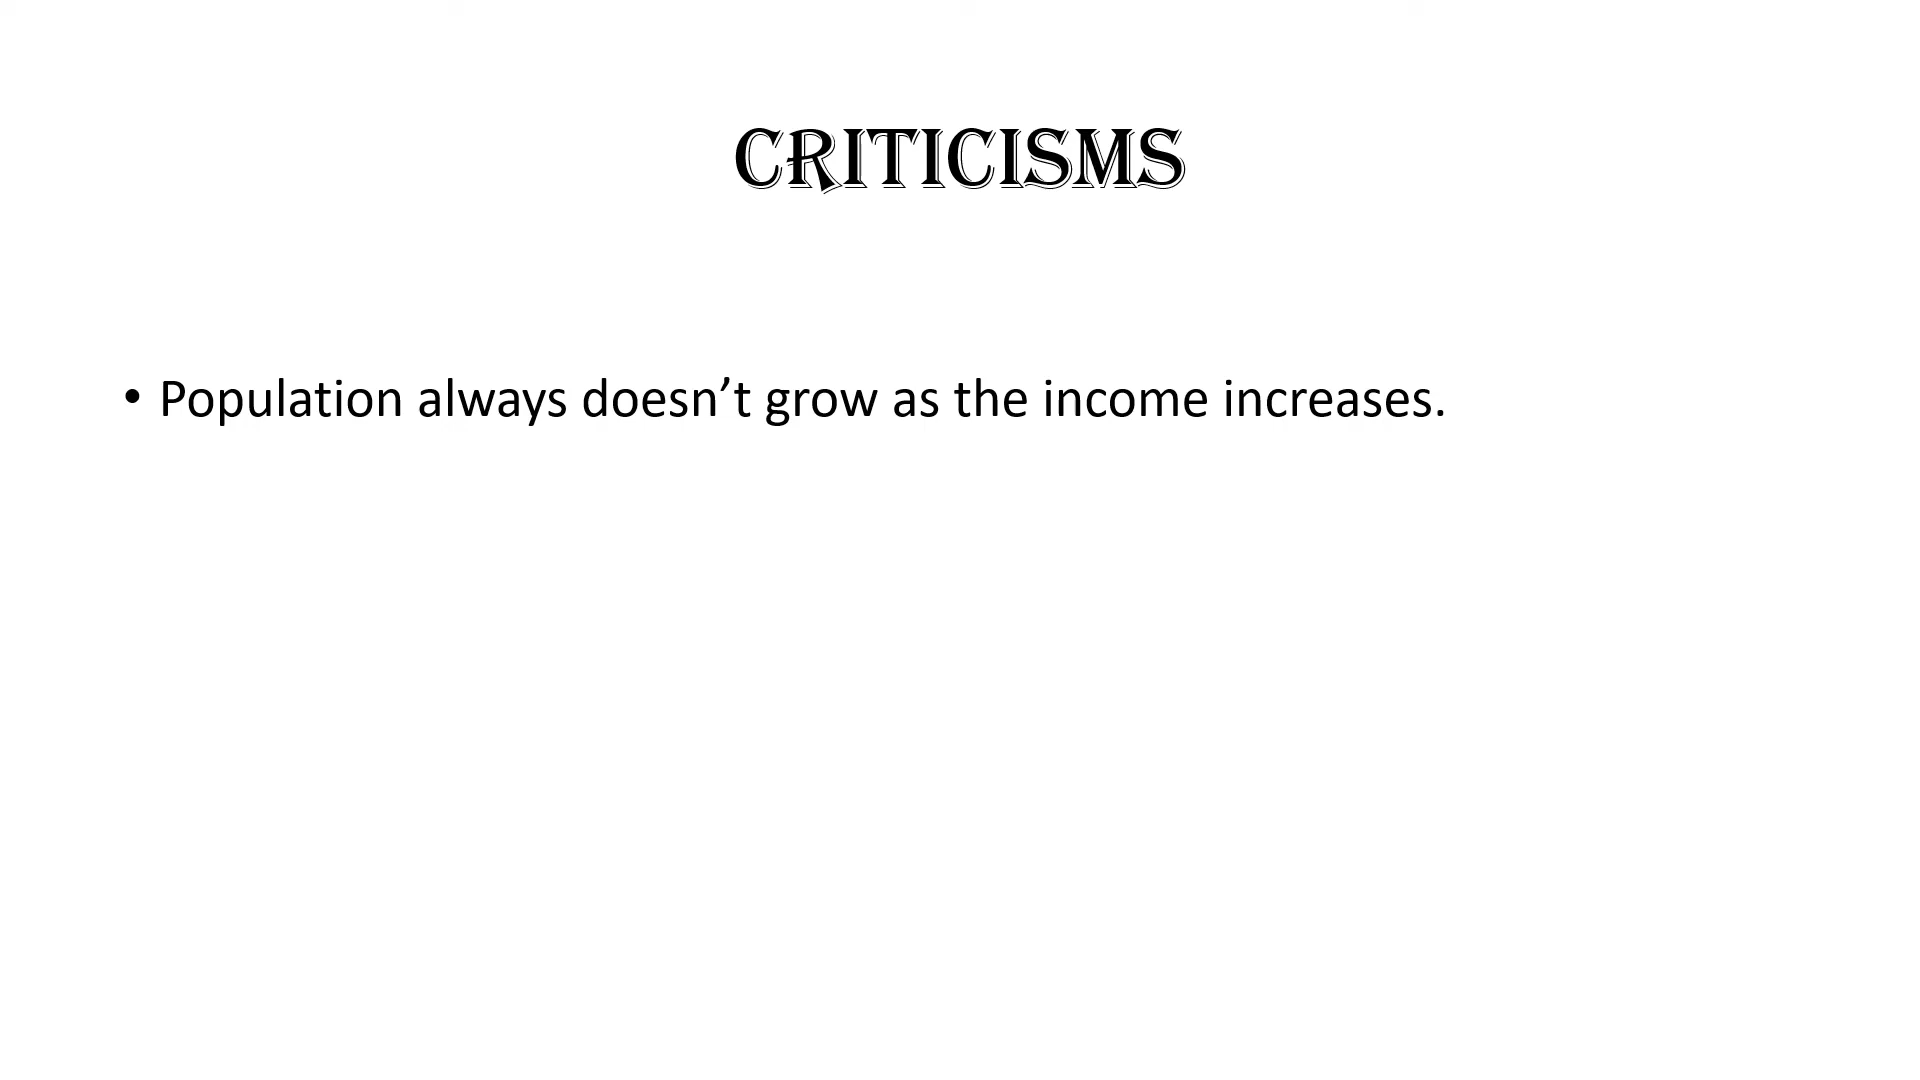 CRITICISMS
• Population always doesn’t grow as the income increases.